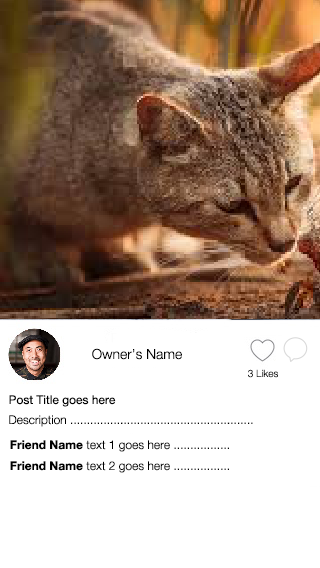 Owner's Name
3 Likes
Post Title goes here
Description .......................................................
Friend Name text 1 goes here .................
Friend Name text 2 goes here .................